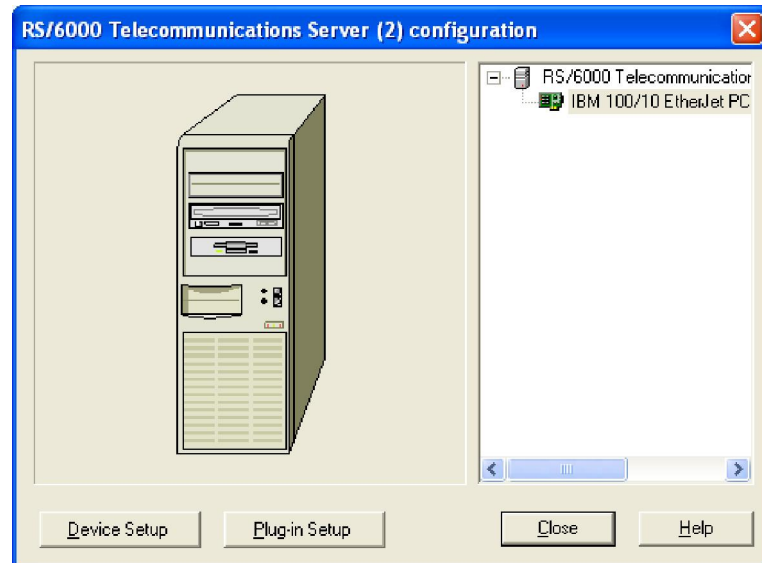 RS/6000 Telecommunications Server (2) configuration
RS/6000 Telecommunication
IBM 100/10 EtherJet PC
Device Setup
Plug-in Setup
Close
Help